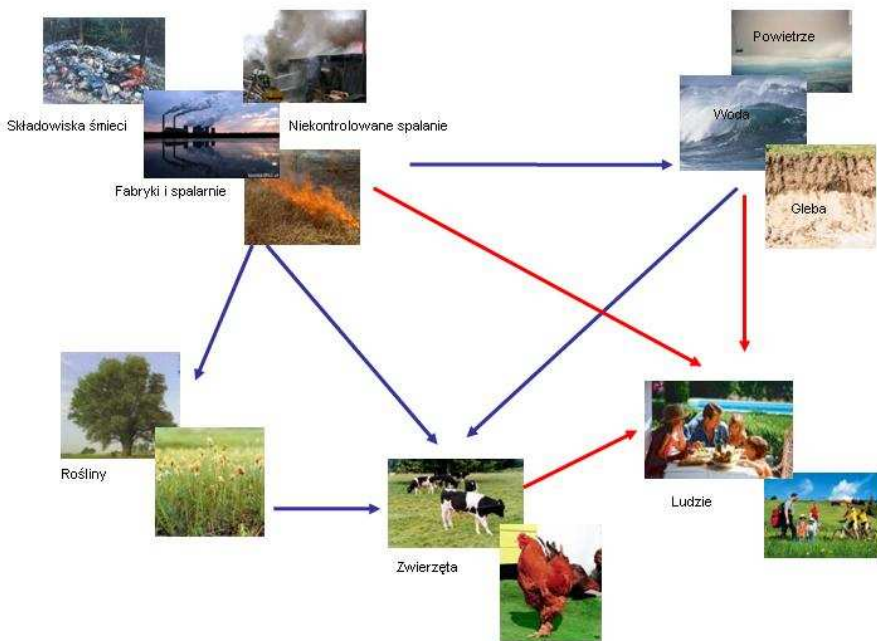 Powietrze
Woda
Składowiska śmieci
Niekontrolowane spalanie
Fabryki i spalarnie
Gleba
Rośliny
Zwierzęta
Ludzie